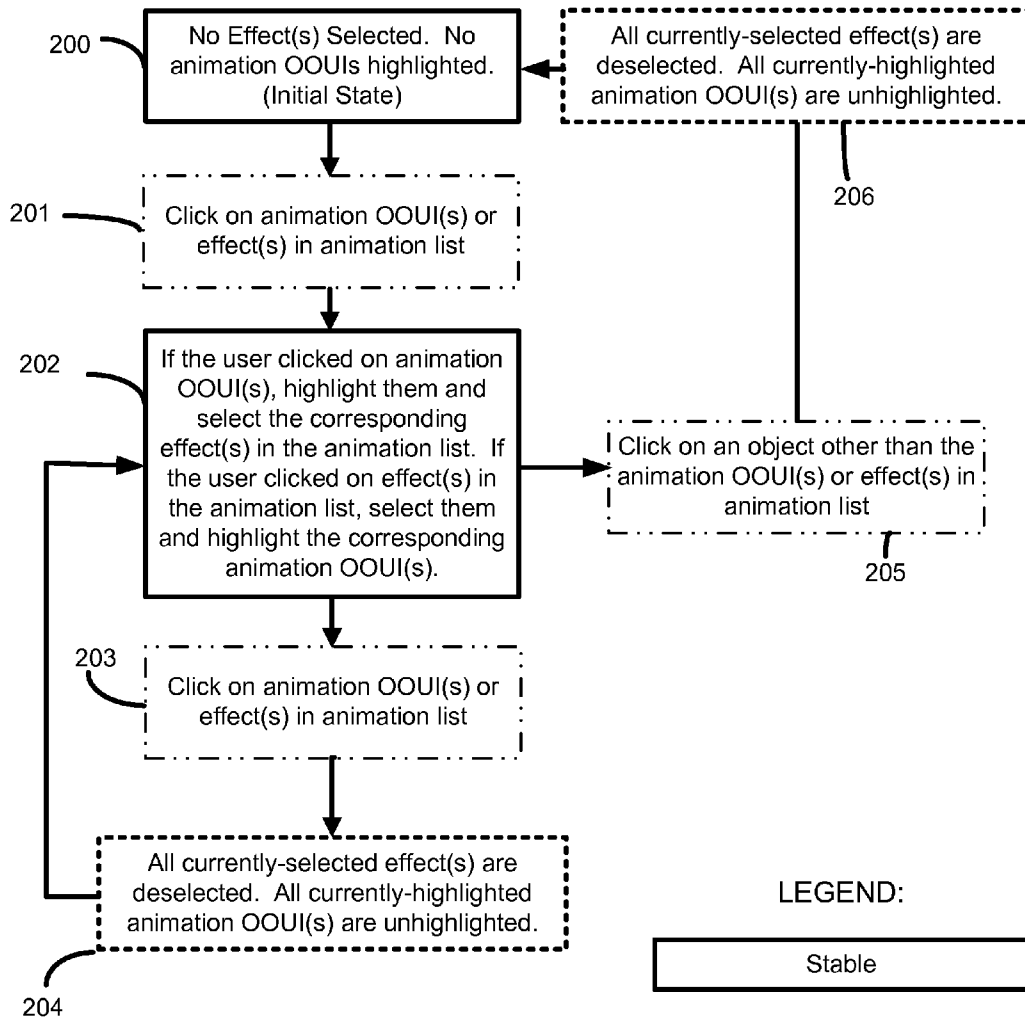 200
No Effect(s) Selected. No
animation OOUIs highlighted.
(Initial State)
All currently-selected effect(s) are
deselected. All currently-highlighted
animation OOUI(s) are unhighlighted.
206
201
Click on animation OOUI(s) or
effect(s) in animation list
202
If the user clicked on animation
OOUI(s), highlight them and
select the corresponding
effect(s) in the animation list. If
the user clicked on effect(s) in
the animation list, select them
and highlight the corresponding
animation OOUI(s).
Click on an object other than the
animation OOUI(s) or effect(s) in
animation list
205
203
Click on animation OOUI(s) or
effect(s) in animation list
All currently-selected effect(s) are
deselected. All currently-highlighted
animation OOUI(s) are unhighlighted.
204
LEGEND:
Stable